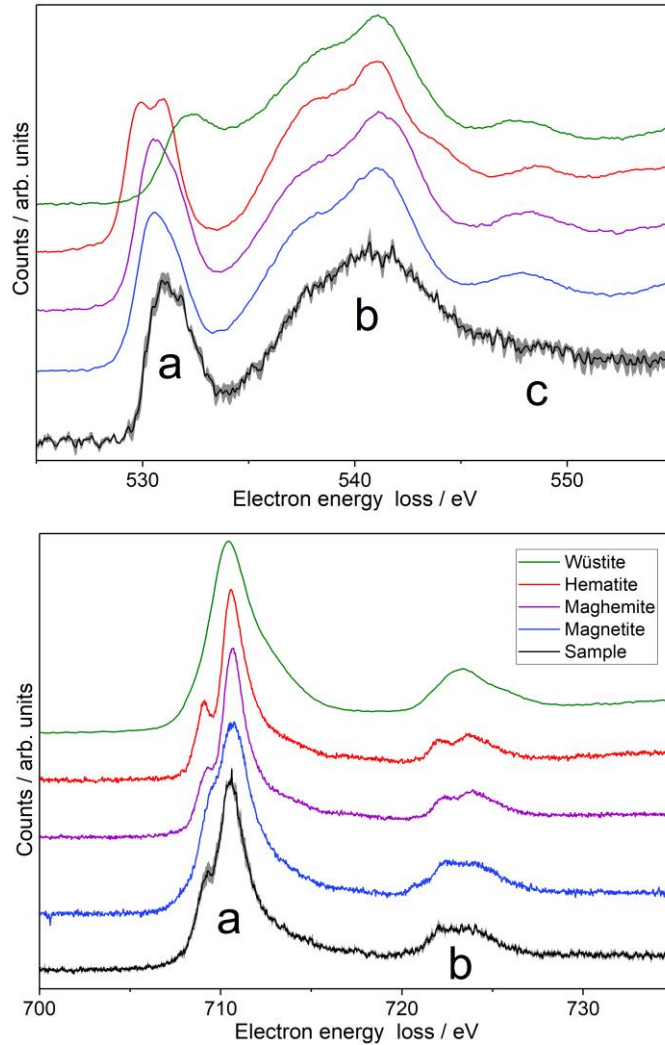 Counts / arb. units
a
b
c
530
540
550
Electron energy loss / eV
Counts / arb. units
Wüstite
Hematite
Maghemite
Magnetite
Sample
a
b
700
710
720
730
Electron energy loss / eV